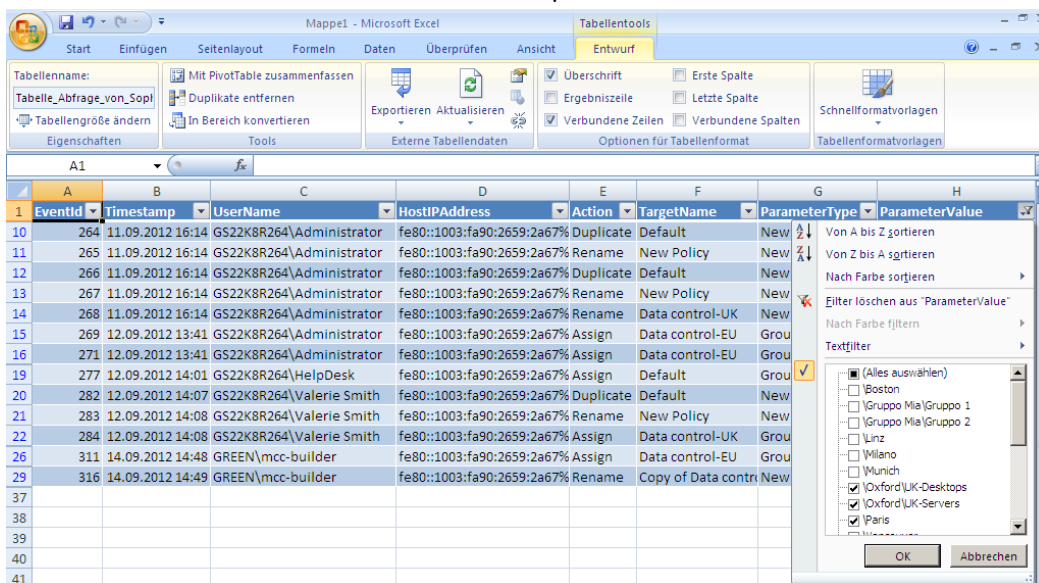 Mappe1 - Microsoft Excel
Tabellentools
Start Einfügen Seitenlayout Formeln Daten Überprüfen Ansicht Entwurf
Tabellenname:
Tabelle_Abfrage_von_Soph
Tabellengröße ändern
Eigenschaften
Mit PivotTable zusammenfassen
Duplikate entfernen
In Bereich konvertieren
Tools
Exportieren Aktualisieren
Externe Tabellendaten
Überschrift Erste Spalte
Ergebniszeile Letzte Spalte
Verbundene Zeilen Verbundene Spalten
Optionen für Tabellenformat
Schnellformatvorlagen
Tabellenformatvorlagen
A1 fx
A B C D E F G H
1 EventId Timestamp UserName HostIPAddress Action TargetName ParameterType ParameterValue
10 264 11.09.2012 16:14 GS22K8R264\Administrator fe80::1003:fa90:2659:2a67% Duplicate Default New
11 265 11.09.2012 16:14 GS22K8R264\Administrator fe80::1003:fa90:2659:2a67% Rename New Policy New
12 266 11.09.2012 16:14 GS22K8R264\Administrator fe80::1003:fa90:2659:2a67% Duplicate Default New
13 267 11.09.2012 16:14 GS22K8R264\Administrator fe80::1003:fa90:2659:2a67% Rename New Policy New
14 268 11.09.2012 16:14 GS22K8R264\Administrator fe80::1003:fa90:2659:2a67% Rename Data control-UK New
15 269 12.09.2012 13:41 GS22K8R264\Administrator fe80::1003:fa90:2659:2a67% Assign Data control-EU Grou
16 271 12.09.2012 13:41 GS22K8R264\Administrator fe80::1003:fa90:2659:2a67% Assign Data control-EU Grou
19 277 12.09.2012 14:01 GS22K8R264\HelpDesk fe80::1003:fa90:2659:2a67% Assign Default Grou
20 282 12.09.2012 14:07 GS22K8R264\Valerie Smith fe80::1003:fa90:2659:2a67% Duplicate Default New
21 283 12.09.2012 14:08 GS22K8R264\Valerie Smith fe80::1003:fa90:2659:2a67% Rename New Policy New
22 284 12.09.2012 14:08 GS22K8R264\Valerie Smith fe80::1003:fa90:2659:2a67% Assign Data control-UK Grou
26 311 14.09.2012 14:48 GREEN\mcc-builder fe80::1003:fa90:2659:2a67% Assign Data control-EU Grou
29 316 14.09.2012 14:49 GREEN\mcc-builder fe80::1003:fa90:2659:2a67% Rename Copy of Data contro New
37
38
39
40
41
Von A bis Z sortieren
Von Z bis A sortieren
Nach Farbe sortieren
Filter löschen aus "ParameterValue"
Nach Farbe filtern
Textfilter
(Alles auswählen)
\Boston
\Gruppo Mia\Gruppo 1
\Gruppo Mia\Gruppo 2
\Linz
\Milano
\Munich
\Oxford\UK-Desktops
\Oxford\UK-Servers
\Paris
OK Abbrechen